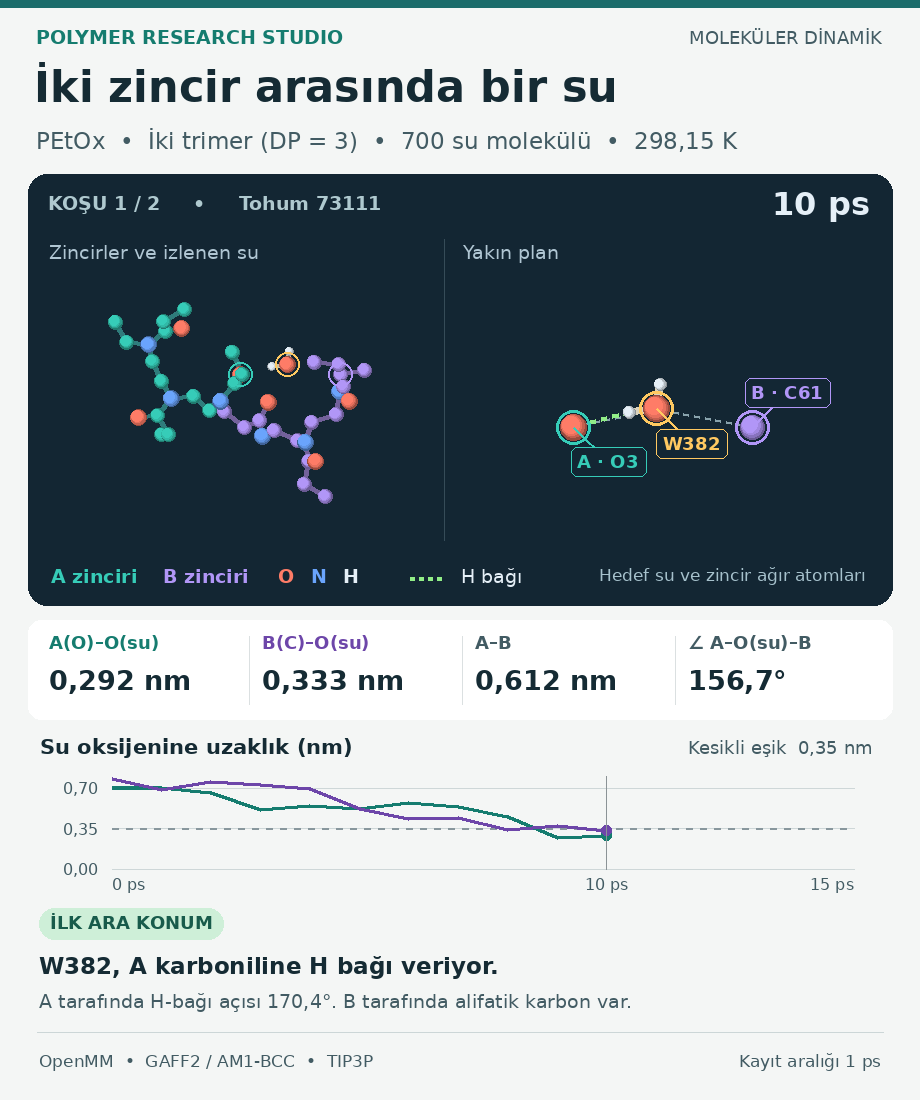 POLYMER RESEARCH STUDIO
MOLEKÜLER DİNAMİK
İki zincir arasında bir su
PEtOx • İki trimer (DP = 3) • 700 su molekülü • 298,15 K
KOŞU 1 / 2 • Tohum 73111
10 ps
Zincirler ve izlenen su
Yakın plan
B · C61
W382
A · O3
A zinciri B zinciri O N H H bağı Hedef su ve zincir ağır atomları
A(O)–O(su)
0,292 nm
B(C)–O(su)
0,333 nm
A–B
0,612 nm
∠ A–O(su)–B
156,7°
Su oksijenine uzaklık (nm)
Kesikli eşik 0,35 nm
0,70
0,35
0,00
0 ps
10 ps
15 ps
İLK ARA KONUM
W382, A karboniline H bağı veriyor.
A tarafında H-bağı açısı 170,4°. B tarafında alifatik karbon var.
OpenMM • GAFF2 / AM1-BCC • TIP3P
Kayıt aralığı 1 ps